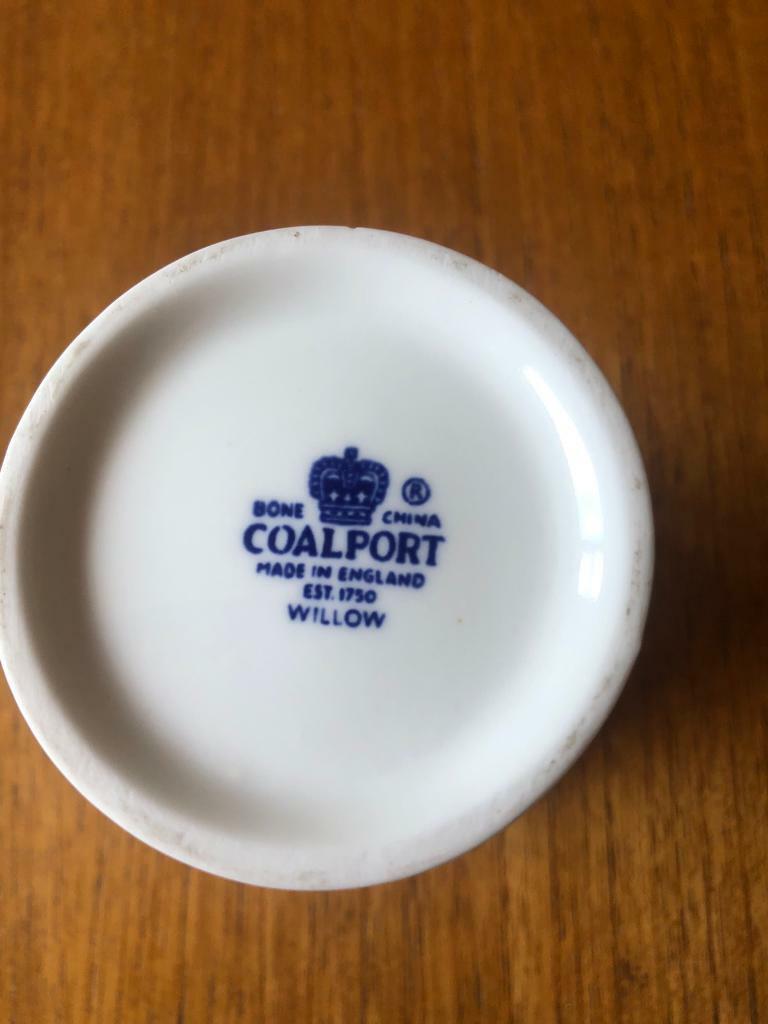 ®
BONE CHINA
COALPORT
MADE IN ENGLAND
EST. 1750
WILLOW